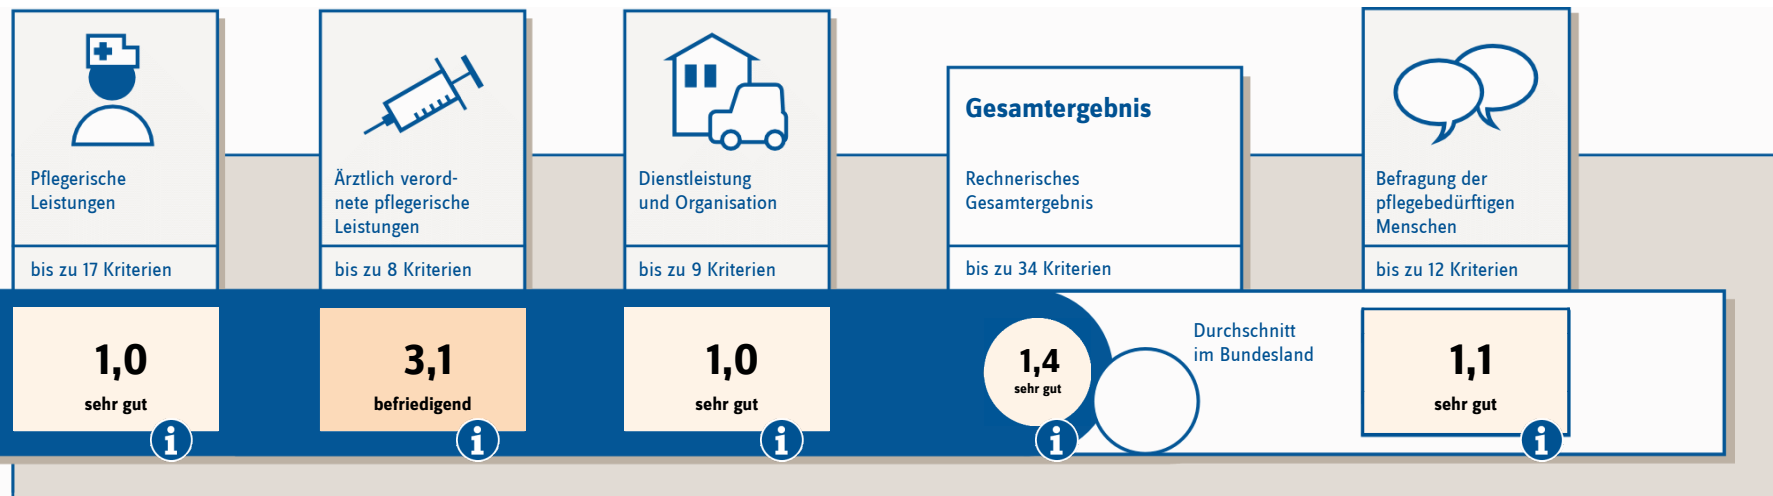 Pflegerische
Leistungen
bis zu 17 Kriterien
1,0
sehr gut
i
Ärztlich verord-
nete pflegerische
Leistungen
bis zu 8 Kriterien
3,1
befriedigend
i
Dienstleistung
und Organisation
bis zu 9 Kriterien
1,0
sehr gut
i
Gesamtergebnis
Rechnerisches
Gesamtergebnis
bis zu 34 Kriterien
1,4
sehr gut
i
Durchschnitt
im Bundesland
Befragung der
pflegebedürftigen
Menschen
bis zu 12 Kriterien
1,1
sehr gut
i